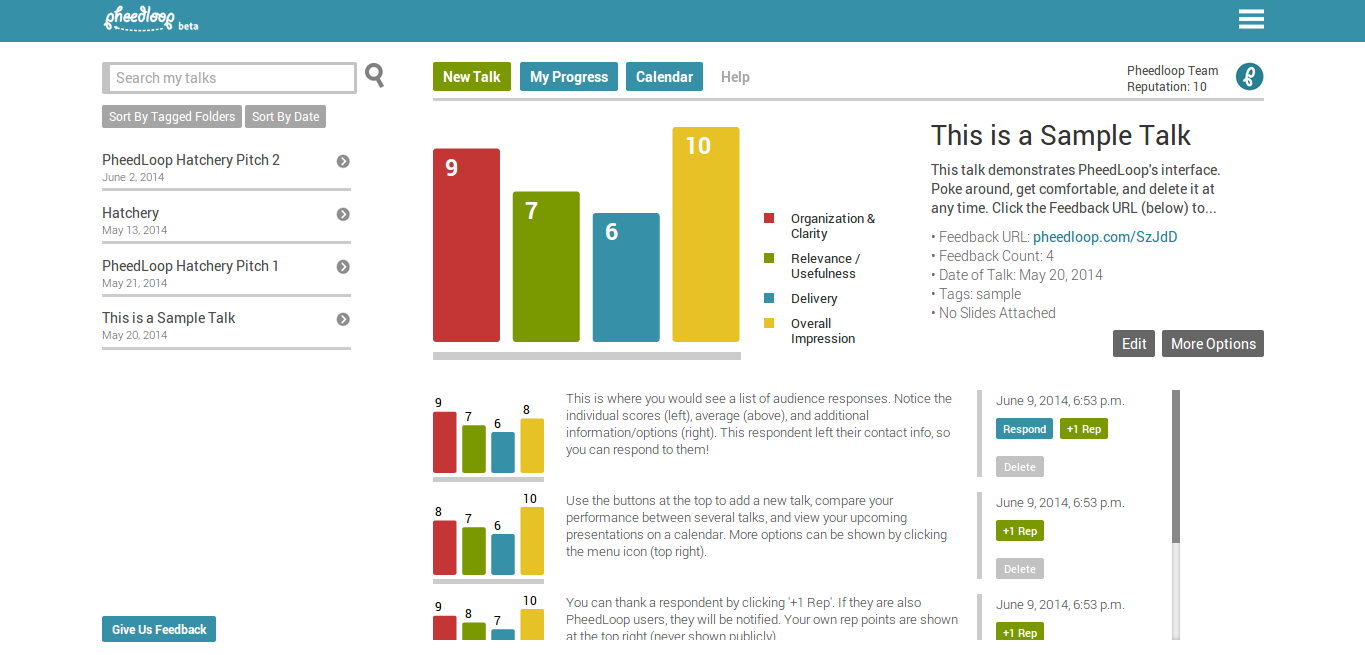 pheedloop beta
Search my talks
Sort By Tagged Folders Sort By Date
PheedLoop Hatchery Pitch 2
June 2, 2014
Hatchery
May 13, 2014
PheedLoop Hatchery Pitch 1
May 21, 2014
This is a Sample Talk
May 20, 2014
Give Us Feedback
New Talk My Progress Calendar Help
Pheedloop Team
Reputation: 10
9 7 6 10
Organization &
Clarity
Relevance /
Usefulness
Delivery
Overall
Impression
This is a Sample Talk
This talk demonstrates PheedLoop's interface.
Poke around, get comfortable, and delete it at
any time. Click the Feedback URL (below) to...
• Feedback URL: pheedloop.com/SzJdD
• Feedback Count: 4
• Date of Talk: May 20, 2014
• Tags: sample
• No Slides Attached
Edit More Options
9 7 6 8
This is where you would see a list of audience responses. Notice the
individual scores (left), average (above), and additional
information/options (right). This respondent left their contact info, so
you can respond to them!
June 9, 2014, 6:53 p.m.
Respond +1 Rep
Delete
8 7 6 10
Use the buttons at the top to add a new talk, compare your
performance between several talks, and view your upcoming
presentations on a calendar. More options can be shown by clicking
the menu icon (top right).
June 9, 2014, 6:53 p.m.
+1 Rep
Delete
9 8 7 10
You can thank a respondent by clicking '+1 Rep'. If they are also
PheedLoop users, they will be notified. Your own rep points are shown
at the top right (never shown publicly)
June 9, 2014, 6:53 p.m.
+1 Rep